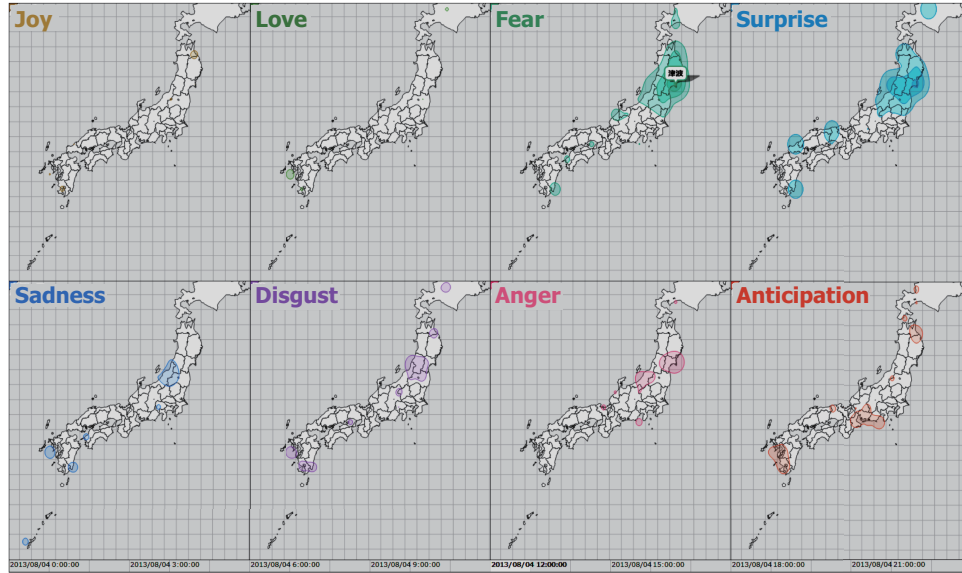 Joy
Love
Fear
Surprise
津波
Sadness
Disgust
Anger
Anticipation
2013/08/04 0:00:00
2013/08/04 3:00:00
2013/08/04 6:00:00
2013/08/04 9:00:00
2013/08/04 12:00:00
2013/08/04 15:00:00
2013/08/04 18:00:00
2013/08/04 21:00:00